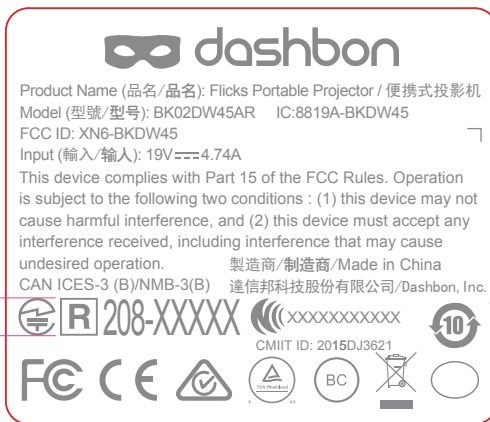 dashbon
Product Name (品名/品名): Flicks Portable Projector / 便携式投影机
Model (型號/型号): BK02DW45AR IC:8819A-BKDW45
FCC ID: XN6-BKDW45
Input (輸入/输入): 19V⎓4.74A
This device complies with Part 15 of the FCC Rules. Operation
is subject to the following two conditions : (1) this device may not
cause harmful interference, and (2) this device must accept any
interference received, including interference that may cause
undesired operation. 製造商/制造商/Made in China
CAN ICES-3 (B)/NMB-3(B) 達信邦科技股份有限公司/Dashbon, Inc.
R 208-XXXXX XXXXXXXXXXX 10
CMIIT ID: 2015DJ3621
FC CE TÜV Rheinland BC